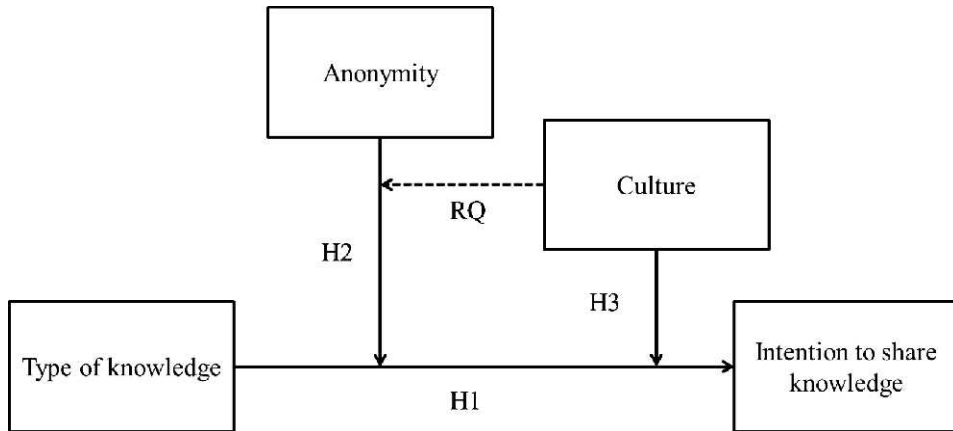 Anonymity
Culture
RQ
H2
H3
Type of knowledge
Intention to share
knowledge
H1